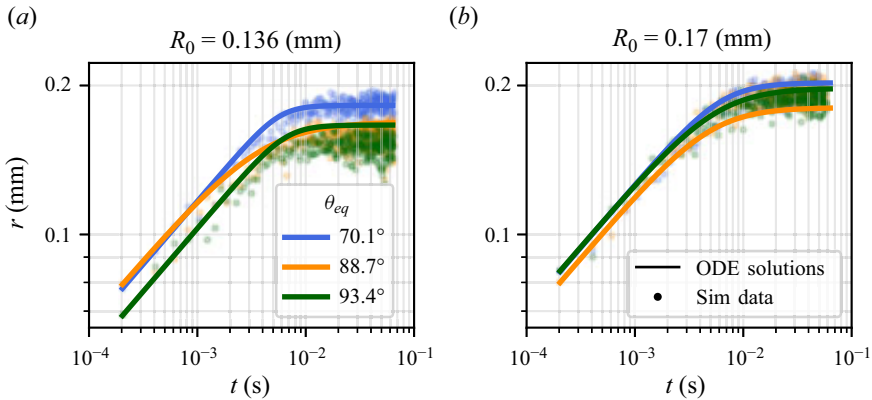 (a)
R₀ = 0.136 (mm)
0.2
0.1
r (mm)
θeq
70.1°
88.7°
93.4°
10⁻⁴
10⁻³
10⁻²
10⁻¹
t (s)
(b)
R₀ = 0.17 (mm)
0.2
0.1
ODE solutions
Sim data
10⁻⁴
10⁻³
10⁻²
10⁻¹
t (s)